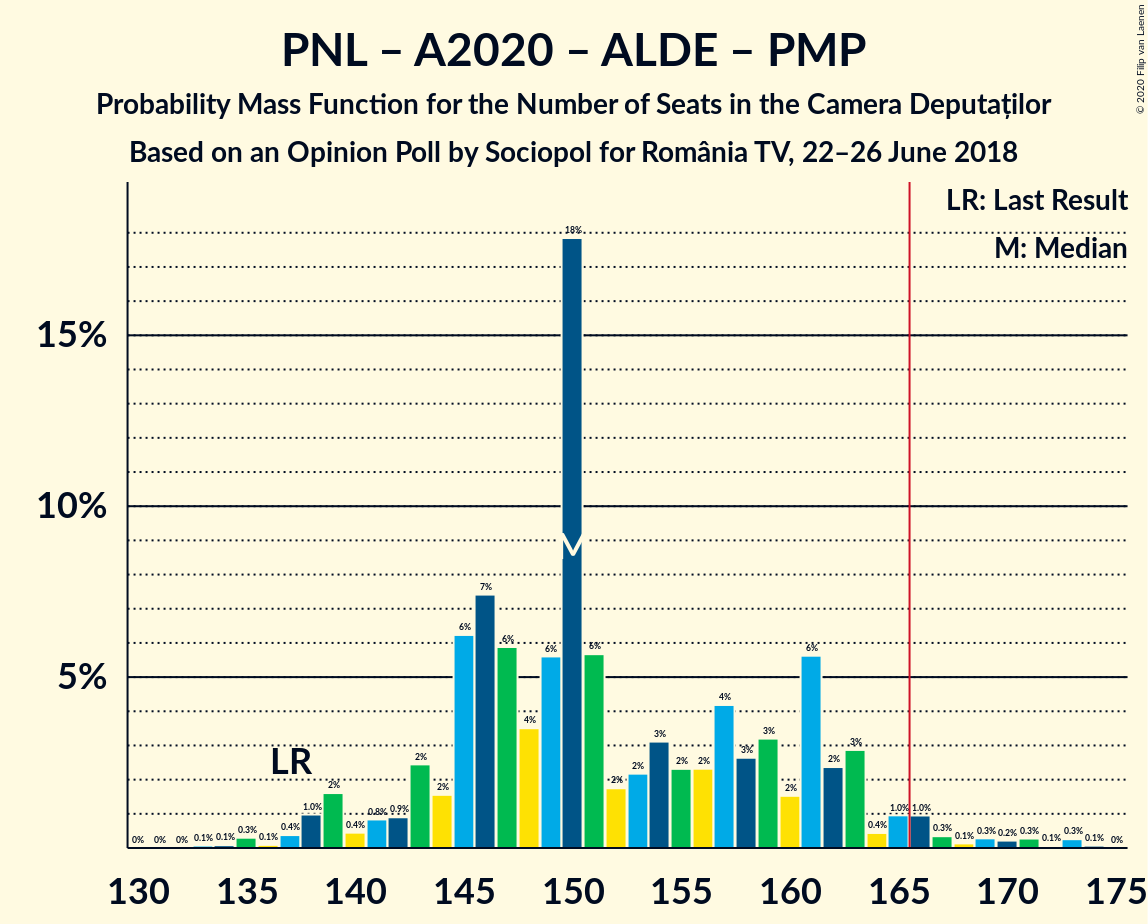 PNL – A2020 – ALDE – PMP
Probability Mass Function for the Number of Seats in the Camera Deputaților
Based on an Opinion Poll by Sociopol for România TV, 22–26 June 2018
© 2020 Filip van Laenen
LR: Last Result
M: Median
15%
10%
5%
LR
0% 0% 0% 0.1% 0.1% 0.3% 0.1% 0.4% 1.0% 2% 0.4% 0.8% 0.9% 2% 2% 6% 7% 6% 4% 6% 18% 6% 2% 2% 3% 2% 2% 4% 3% 3% 2% 6% 2% 3% 0.4% 1.0% 1.0% 0.3% 0.1% 0.3% 0.2% 0.3% 0.1% 0.3% 0.1% 0%
130 135 140 145 150 155 160 165 170 175